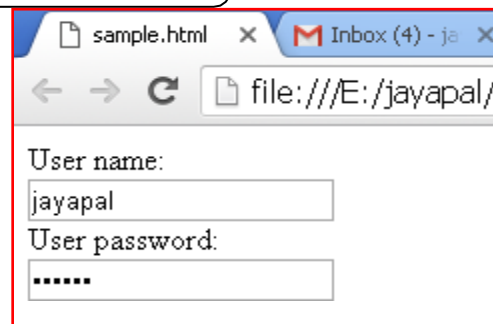 sample.html Inbox (4) - ja
file:///E:/jayapal/
User name:
jayapal
User password:
••••••